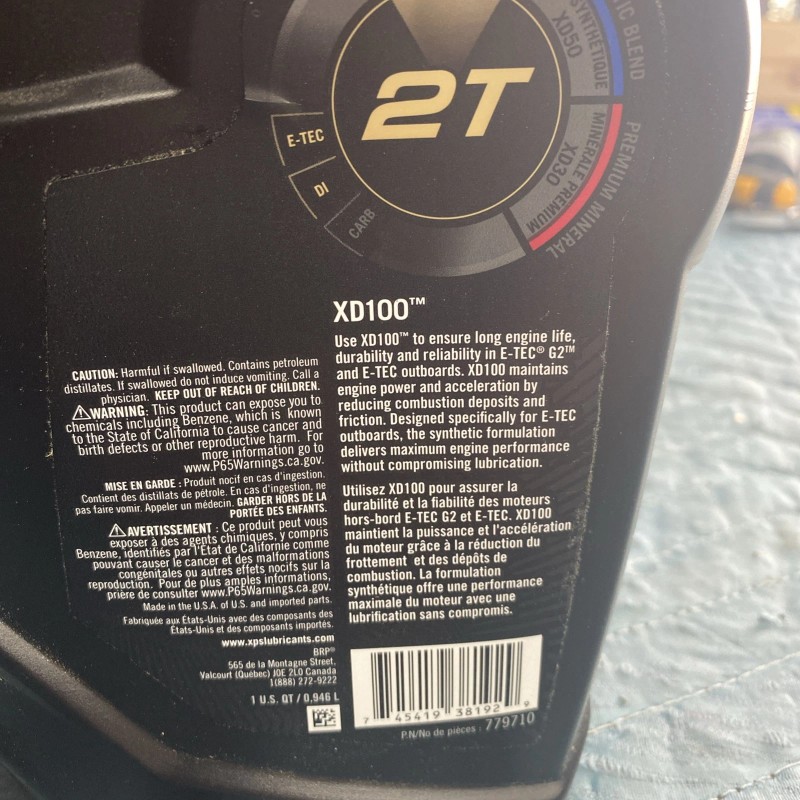 2T
E-TEC
DI
CARB
SYNTHÉTIQUE
XD50
IC BLEND
MINERALE PREMIUM
XD30
PREMIUM MINERAL
XD100™
Use XD100™ to ensure long engine life,
durability and reliability in E-TEC® G2™
and E-TEC outboards. XD100 maintains
engine power and acceleration by
reducing combustion deposits and
friction. Designed specifically for E-TEC
outboards, the synthetic formulation
delivers maximum engine performance
without compromising lubrication.
Utilisez XD100 pour assurer la
durabilité et la fiabilité des moteurs
hors-bord E-TEC G2 et E-TEC. XD100
maintient la puissance et l'accélération
du moteur grâce à la réduction du
frottement et des dépôts de
combustion. La formulation
synthétique offre une performance
maximale du moteur avec une
lubrification sans compromis.
CAUTION: Harmful if swallowed. Contains petroleum
distillates. If swallowed do not induce vomiting. Call a
physician. KEEP OUT OF REACH OF CHILDREN.
⚠WARNING: This product can expose you to
chemicals including Benzene, which is known
to the State of California to cause cancer and
birth defects or other reproductive harm. For
more information go to
www.P65Warnings.ca.gov.
MISE EN GARDE : Produit nocif en cas d'ingestion.
Contient des distillats de pétrole. En cas d'ingestion, ne
pas faire vomir. Appeler un médecin. GARDER HORS DE LA
PORTÉE DES ENFANTS.
⚠AVERTISSEMENT : Ce produit peut vous
exposer à des agents chimiques, y compris
Benzene, identifiés par l'État de Californie comme
pouvant causer le cancer et des malformations
congénitales ou autres effets nocifs sur la
reproduction. Pour de plus amples informations,
prière de consulter www.P65Warnings.ca.gov.
Made in the U.S.A. of U.S. and imported parts.
Fabriquée aux États-Unis avec des composants des
États-Unis et des composants importés.
www.xpslubricants.com
BRP®
565 de la Montagne Street,
Valcourt (Québec) J0E 2L0 Canada
1(888) 272-9222
1 U.S. QT / 0,946 L
7 45419 38192 9
P.N/No de pièces : 779710